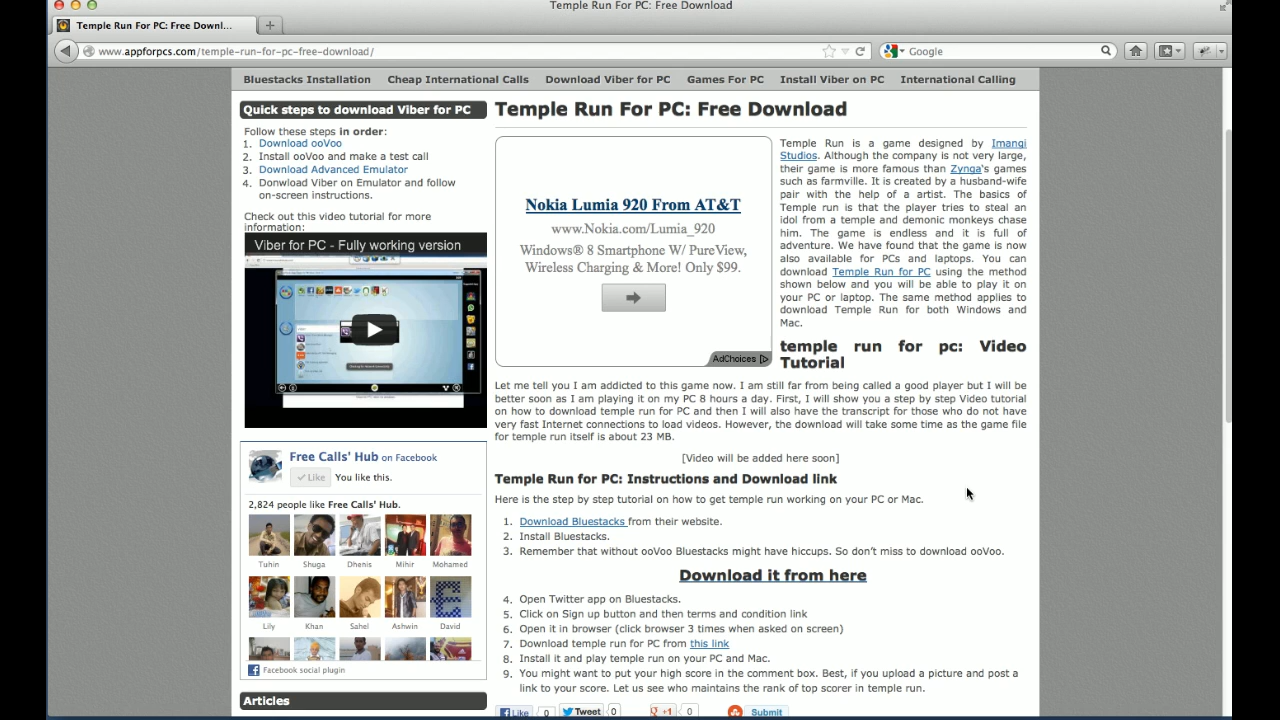 Temple Run For PC: Free Download
Temple Run For PC: Free Downl...
www.appforpcs.com/temple-run-for-pc-free-download/
Google
Bluestacks Installation
Cheap International Calls
Download Viber for PC
Games For PC
Install Viber on PC
International Calling
Quick steps to download Viber for PC
Follow these steps in order:
1. Download ooVoo
2. Install ooVoo and make a test call
3. Download Advanced Emulator
4. Donwload Viber on Emulator and follow
on-screen instructions.
Check out this video tutorial for more
information:
Viber for PC - Fully working version
Free Calls' Hub on Facebook
Like
You like this.
2,824 people like Free Calls' Hub.
Tuhin Shuga Dhenis Mihir Mohamed
Lily Khan Sahel Ashwin David
Facebook social plugin
Articles
Temple Run For PC: Free Download
Nokia Lumia 920 From AT&T
www.Nokia.com/Lumia_920
Windows® 8 Smartphone W/ PureView,
Wireless Charging & More! Only $99.
AdChoices
Temple Run is a game designed by Imangi
Studios. Although the company is not very large,
their game is more famous than Zynga's games
such as farmville. It is created by a husband-wife
pair with the help of a artist. The basics of
Temple run is that the player tries to steal an
idol from a temple and demonic monkeys chase
him. The game is endless and it is full of
adventure. We have found that the game is now
also available for PCs and laptops. You can
download Temple Run for PC using the method
shown below and you will be able to play it on
your PC or laptop. The same method applies to
download Temple Run for both Windows and
Mac.
temple run for pc: Video
Tutorial
Let me tell you I am addicted to this game now. I am still far from being called a good player but I will be
better soon as I am playing it on my PC 8 hours a day. First, I will show you a step by step Video tutorial
on how to download temple run for PC and then I will also have the transcript for those who do not have
very fast Internet connections to load videos. However, the download will take some time as the game file
for temple run itself is about 23 MB.
[Video will be added here soon]
Temple Run for PC: Instructions and Download link
Here is the step by step tutorial on how to get temple run working on your PC or Mac.
1. Download Bluestacks from their website.
2. Install Bluestacks.
3. Remember that without ooVoo Bluestacks might have hiccups. So don't miss to download ooVoo.
Download it from here
4. Open Twitter app on Bluestacks.
5. Click on Sign up button and then terms and condition link
6. Open it in browser (click browser 3 times when asked on screen)
7. Download temple run for PC from this link
8. Install it and play temple run on your PC and Mac.
9. You might want to put your high score in the comment box. Best, if you upload a picture and post a
link to your score. Let us see who maintains the rank of top scorer in temple run.
Like 0 Tweet 0 +1 0 Submit